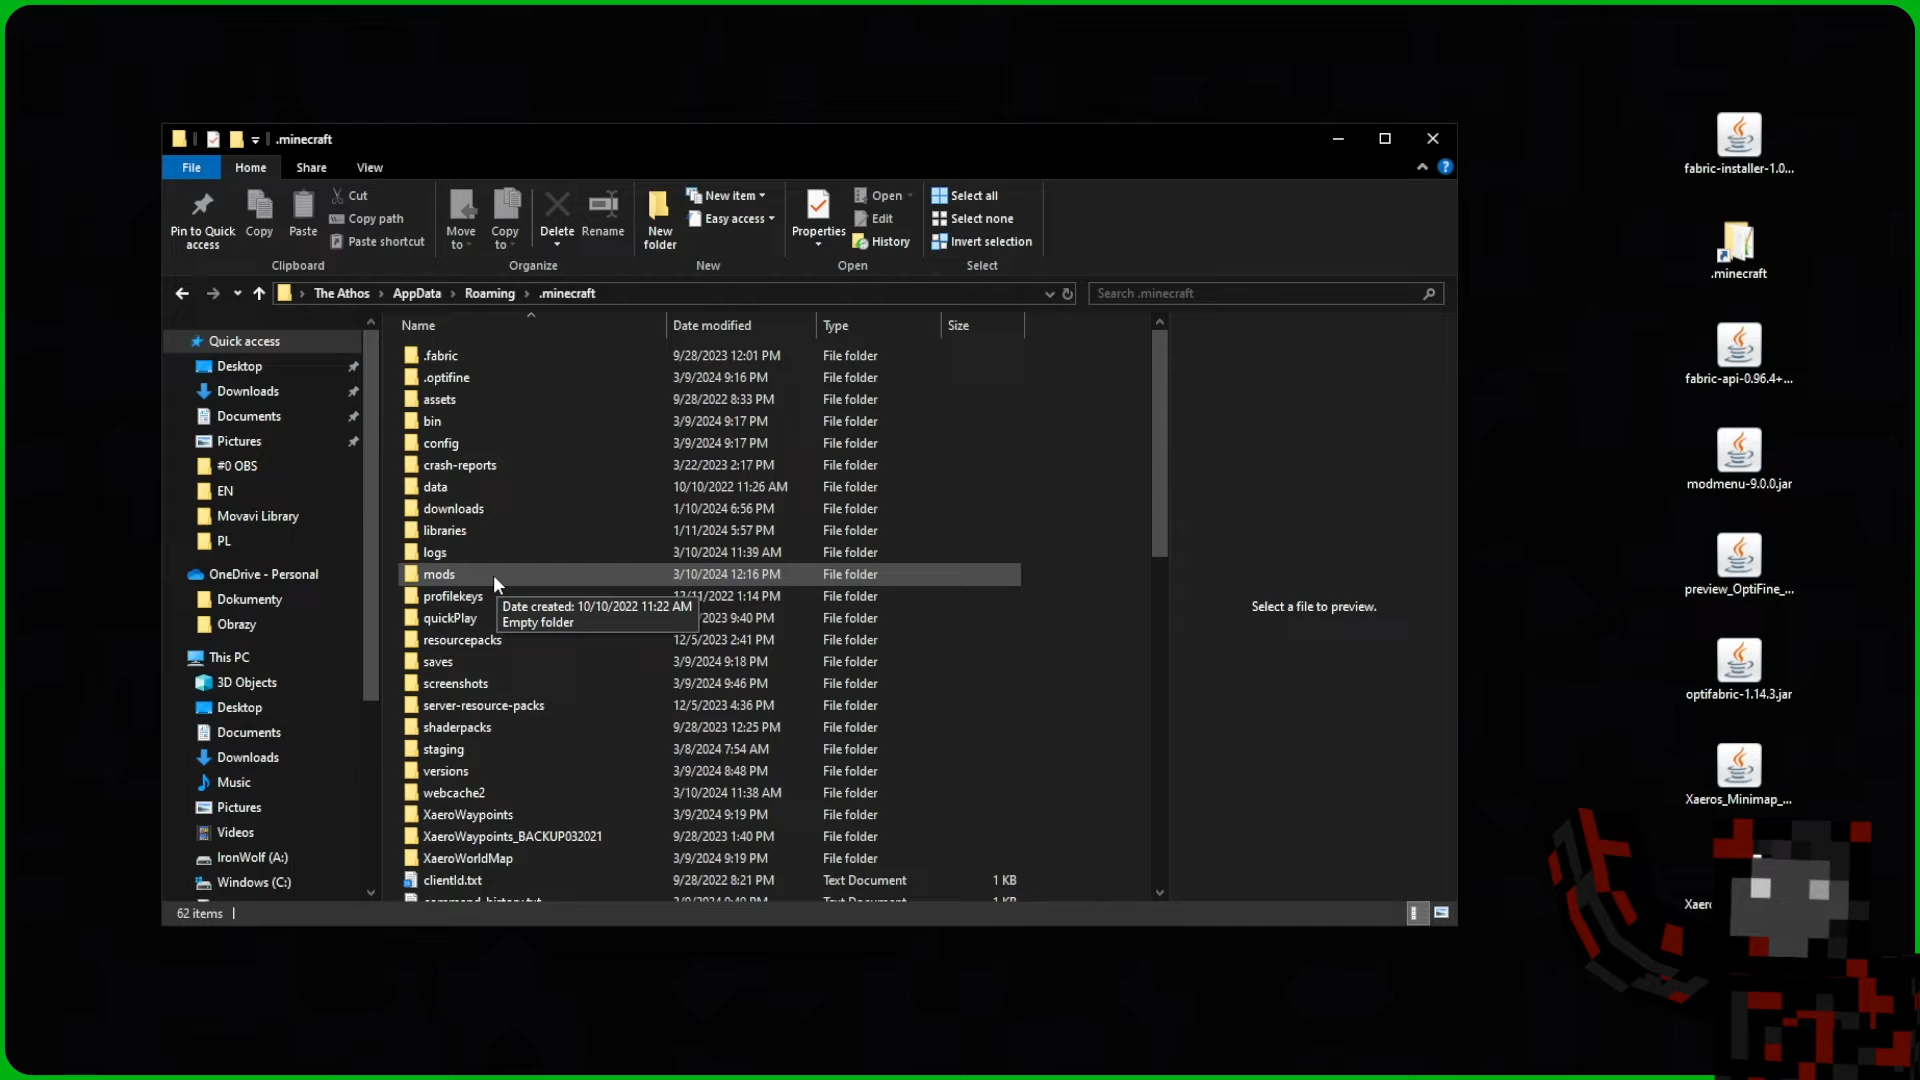 .minecraft
File Home Share View
Pin to Quick access
Copy
Paste
Cut
Copy path
Paste shortcut
Clipboard
Move to
Copy to
Delete
Rename
Organize
New folder
New item
Easy access
New
Properties
Open
Edit
History
Open
Select all
Select none
Invert selection
Select
The Athos > AppData > Roaming > .minecraft
Search .minecraft
Quick access
Desktop
Downloads
Documents
Pictures
#0 OBS
EN
Movavi Library
PL
OneDrive - Personal
Dokumenty
Obrazy
This PC
3D Objects
Desktop
Documents
Downloads
Music
Pictures
Videos
IronWolf (A:)
Windows (C:)
Name Date modified Type Size
.fabric 9/28/2023 12:01 PM File folder
.optifine 3/9/2024 9:16 PM File folder
assets 9/28/2022 8:33 PM File folder
bin 3/9/2024 9:17 PM File folder
config 3/9/2024 9:17 PM File folder
crash-reports 3/22/2023 2:17 PM File folder
data 10/10/2022 11:26 AM File folder
downloads 1/10/2024 6:56 PM File folder
libraries 1/11/2024 5:57 PM File folder
logs 3/10/2024 11:39 AM File folder
mods 3/10/2024 12:16 PM File folder
profilekeys 12/11/2022 1:14 PM File folder
Date created: 10/10/2022 11:22 AM
Empty folder
quickPlay /2023 9:40 PM File folder
resourcepacks 12/5/2023 2:41 PM File folder
saves 3/9/2024 9:18 PM File folder
screenshots 3/9/2024 9:46 PM File folder
server-resource-packs 12/5/2023 4:36 PM File folder
shaderpacks 9/28/2023 12:25 PM File folder
staging 3/8/2024 7:54 AM File folder
versions 3/9/2024 8:48 PM File folder
webcache2 3/10/2024 11:38 AM File folder
XaeroWaypoints 3/9/2024 9:19 PM File folder
XaeroWaypoints_BACKUP032021 9/28/2023 1:40 PM File folder
XaeroWorldMap 3/9/2024 9:19 PM File folder
clientId.txt 9/28/2022 8:21 PM Text Document 1 KB
Select a file to preview.
62 items
fabric-installer-1.0...
.minecraft
fabric-api-0.96.4+...
modmenu-9.0.0.jar
preview_OptiFine_...
optifabric-1.14.3.jar
Xaeros_Minimap_...
Xaero